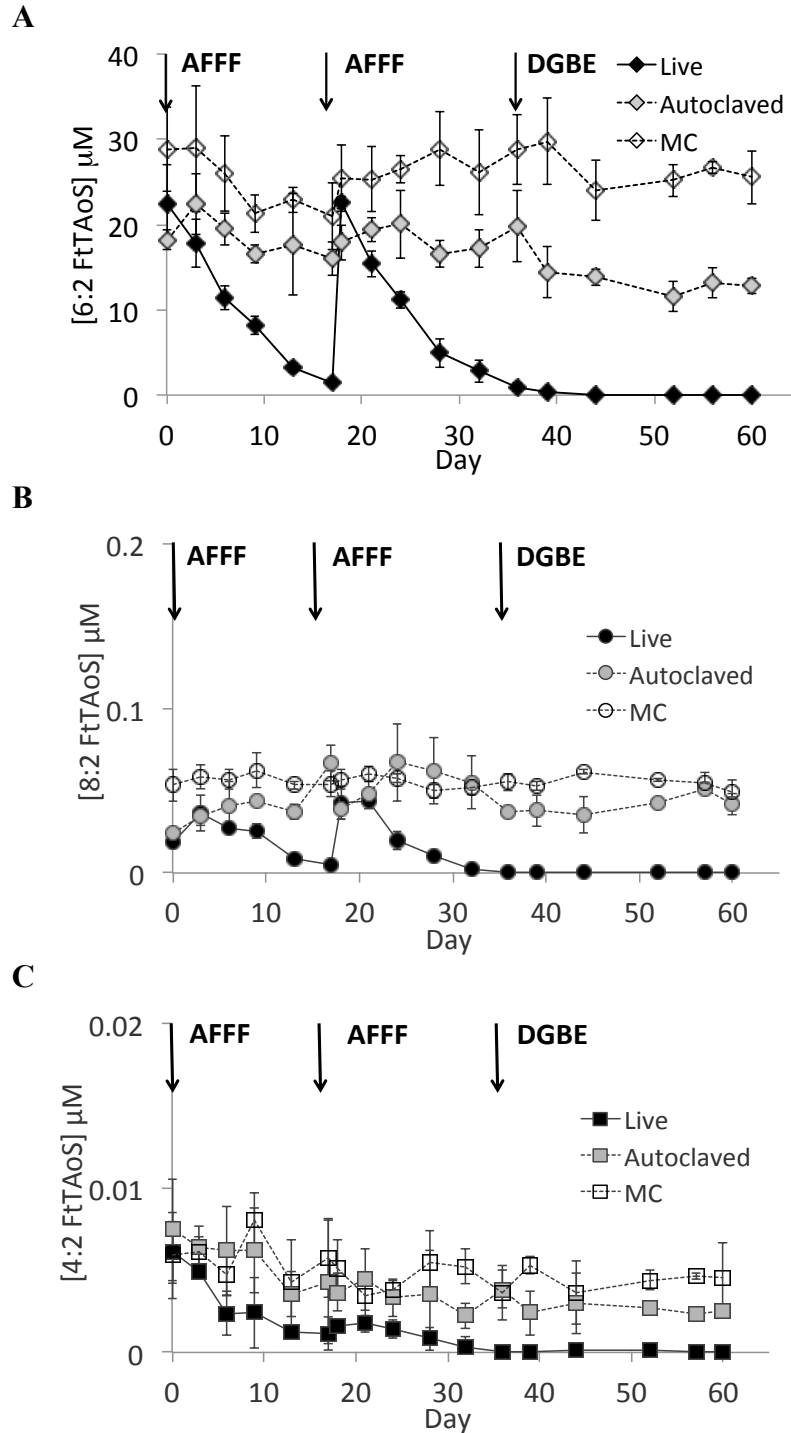 A
AFFF AFFF DGBE
Live
Autoclaved
MC
[6:2 FtTAoS] μM
40
30
20
10
0
0 10 20 30 40 50 60
Day
B
AFFF AFFF DGBE
Live
Autoclaved
MC
[8:2 FtTAoS] μM
0.2
0.1
0
0 10 20 30 40 50 60
Day
C
AFFF AFFF DGBE
Live
Autoclaved
MC
[4:2 FtTAoS] μM
0.02
0.01
0
0 10 20 30 40 50 60
Day